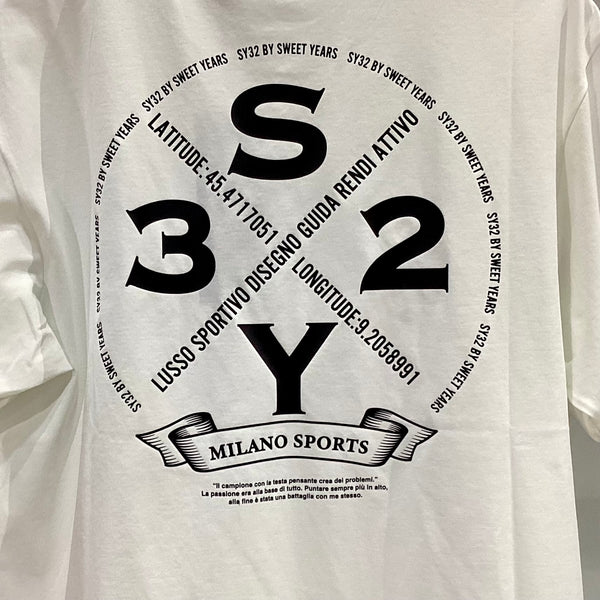 SY32 BY SWEET YEARS SY32 BY SWEET YEARS SY32 BY SWEET YEARS SY32 BY SWEET YEARS SY32 BY SWEET YEARS SY32 BY SWEET YEARS SY32 BY SWEET YEARS SY32 BY SWEET YEARS
S
LATITUDE: 45.4717051 LONGITUDE:9.2058991
LUSSO SPORTIVO DISEGNO GUIDA RENDI ATTIVO
3 2
Y
MILANO SPORTS
"Il campione con la testa pensante crea dei problemi."
La passione era alla base di tutto. Puntare sempre più in alto,
alla fine è stata una battaglia con me stesso.